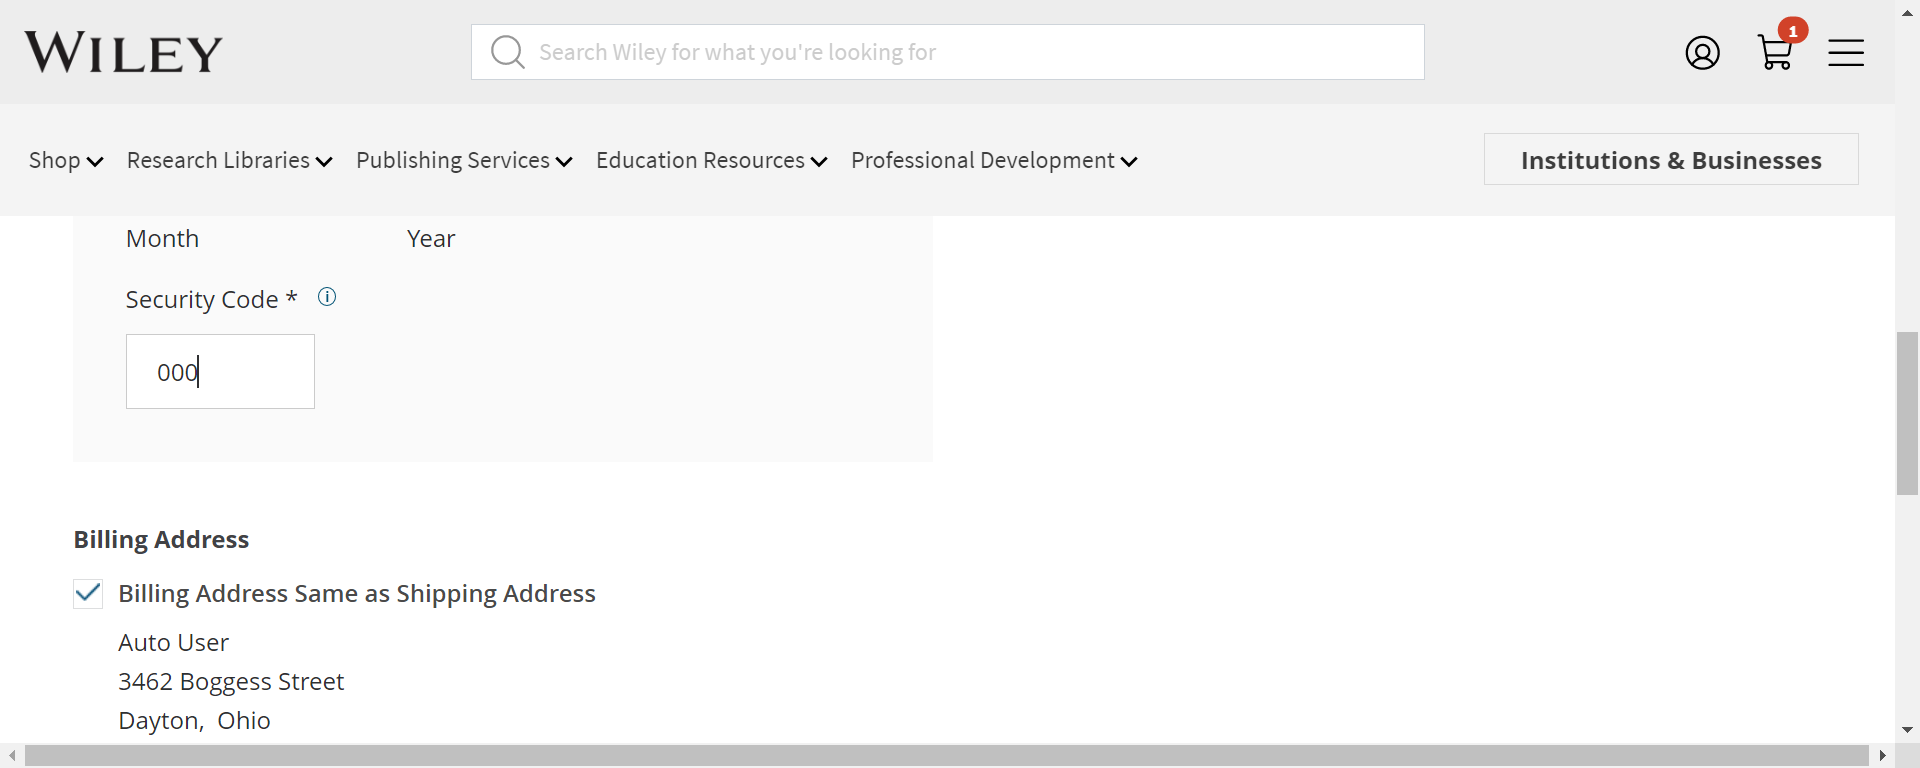 WILEY
Search Wiley for what you're looking for
1
Shop Research Libraries Publishing Services Education Resources Professional Development Institutions & Businesses
Month Year
Security Code *
000
Billing Address
Billing Address Same as Shipping Address
Auto User
3462 Boggess Street
Dayton, Ohio